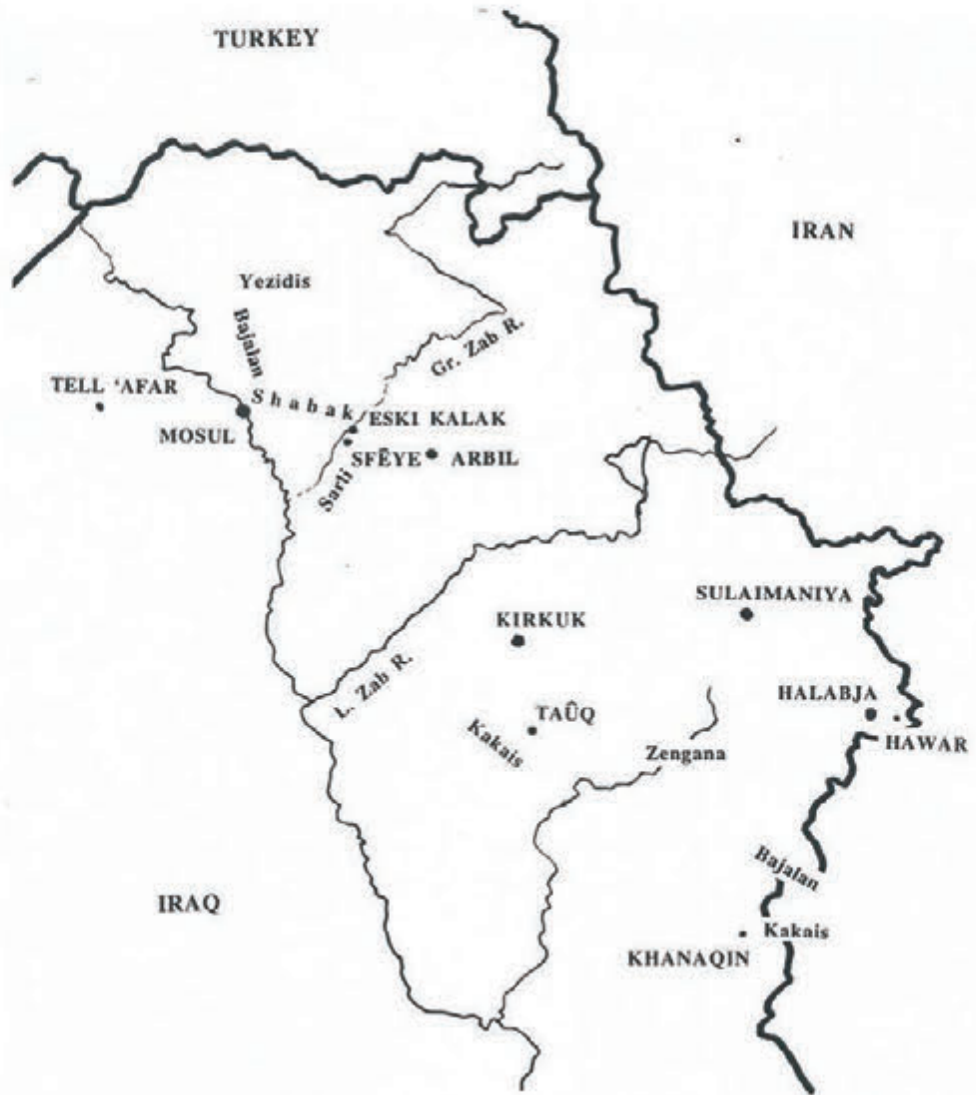 TURKEY
IRAN
Yezidis
Bajalan
Gr. Zab R.
TELL ‘AFAR
Shabak
MOSUL
ESKI KALAK
SFĒYE
ARBIL
Sarli
SULAIMANIYA
KIRKUK
L. Zab R.
HALABJA
TAÛQ
Kakais
HAWAR
Zengana
Bajalan
IRAQ
Kakais
KHANAQIN